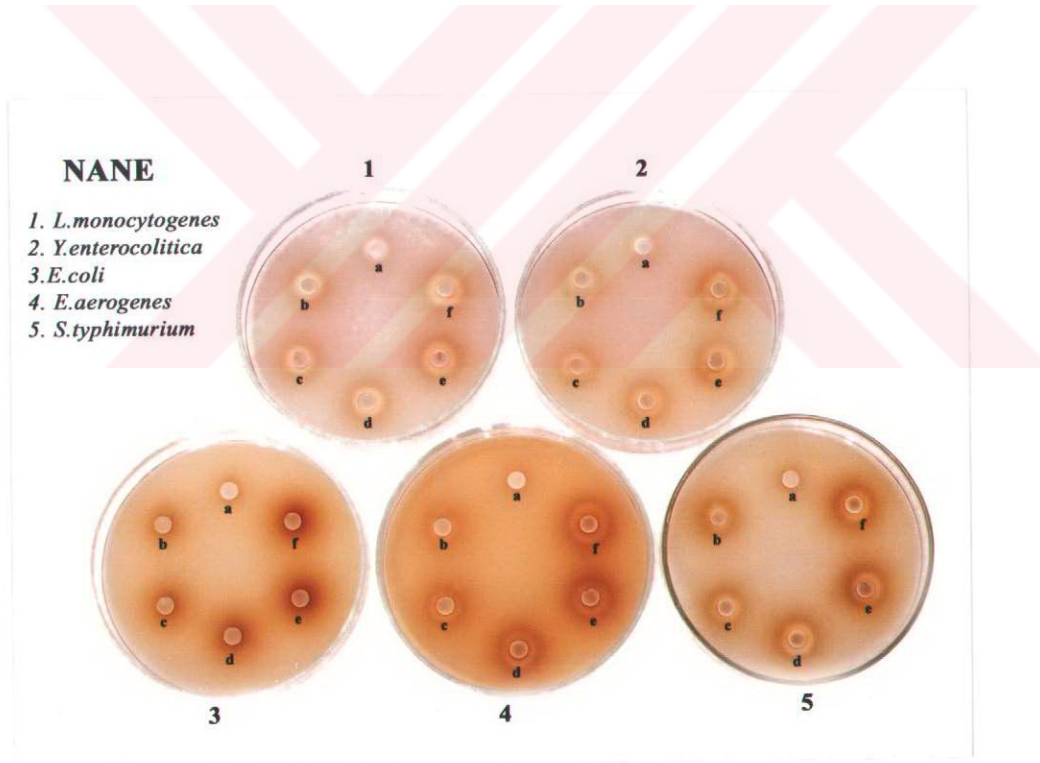 NANE
1. L.monocytogenes
2. Y.enterocolitica
3.E.coli
4. E.aerogenes
5. S.typhimurium
1
a
b
f
c
e
d
2
a
b
f
c
e
d
3
a
b
f
c
e
d
4
a
b
f
c
e
d
5
a
b
f
c
e
d